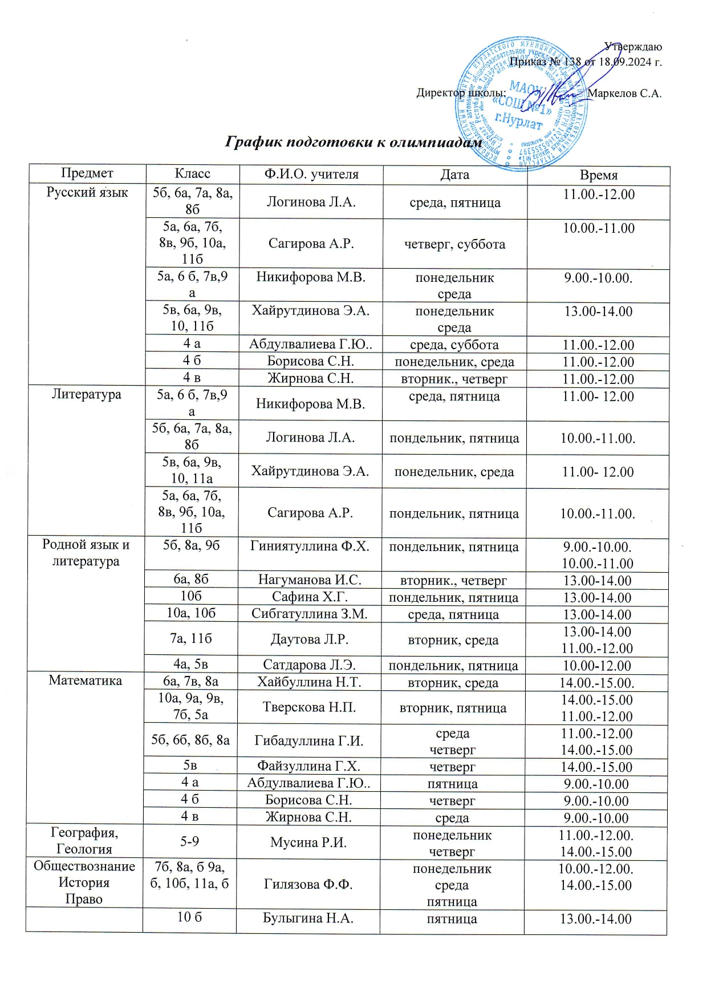 Утверждаю
Приказ № 138 от 18.09.2024 г.
Директор школы: Маркелов С.А.
МАОУ
«СОШ №1»
г.Нурлат
График подготовки к олимпиадам
Предмет Класс Ф.И.О. учителя Дата Время
Русский язык 5б, 6а, 7а, 8а, Логинова Л.А. среда, пятница 11.00.-12.00
8б
5а, 6а, 7б, 10.00.-11.00
8в, 9б, 10а, Сагирова А.Р. четверг, суббота
11б
5а, 6 б, 7в,9 Никифорова М.В. понедельник 9.00.-10.00.
а среда
5в, 6а, 9в, Хайрутдинова Э.А. понедельник 13.00-14.00
10, 11б среда
4 а Абдулвалиева Г.Ю.. среда, суббота 11.00.-12.00
4 б Борисова С.Н. понедельник, среда 11.00.-12.00
4 в Жирнова С.Н. вторник., четверг 11.00.-12.00
Литература 5а, 6 б, 7в,9 Никифорова М.В. среда, пятница 11.00- 12.00
а
5б, 6а, 7а, 8а, Логинова Л.А. пондельник, пятница 10.00.-11.00.
8б
5в, 6а, 9в, Хайрутдинова Э.А. понедельник, среда 11.00- 12.00
10, 11а
5а, 6а, 7б,
8в, 9б, 10а, Сагирова А.Р. пондельник, пятница 10.00.-11.00.
11б
Родной язык и 5б, 8а, 9б Гиниятуллина Ф.Х. пондельник, пятница 9.00.-10.00.
литература 10.00.-11.00
6а, 8б Нагуманова И.С. вторник., четверг 13.00-14.00
10б Сафина Х.Г. пондельник, пятница 13.00-14.00
10а, 10б Сибгатуллина З.М. среда, пятница 13.00-14.00
7а, 11б Даутова Л.Р. вторник, среда 13.00-14.00
11.00.-12.00
4а, 5в Сатдарова Л.Э. пондельник, пятница 10.00-12.00
Математика 6а, 7в, 8а Хайбуллина Н.Т. вторник, среда 14.00.-15.00.
10а, 9а, 9в, Тверскова Н.П. вторник, пятница 14.00.-15.00
7б, 5а 11.00.-12.00
5б, 6б, 8б, 8а Гибадуллина Г.И. среда 11.00.-12.00
четверг 14.00.-15.00
5в Файзуллина Г.Х. четверг 14.00.-15.00
4 а Абдулвалиева Г.Ю.. пятница 9.00.-10.00
4 б Борисова С.Н. четверг 9.00.-10.00
4 в Жирнова С.Н. среда 9.00.-10.00
География, 5-9 Мусина Р.И. понедельник 11.00.-12.00.
Геология четверг 14.00.-15.00
Обществознание 7б, 8а, б 9а, понедельник 10.00.-12.00.
История б, 10б, 11а, б Гилязова Ф.Ф. среда 14.00.-15.00
Право пятница
10 б Булыгина Н.А. пятница 13.00.-14.00